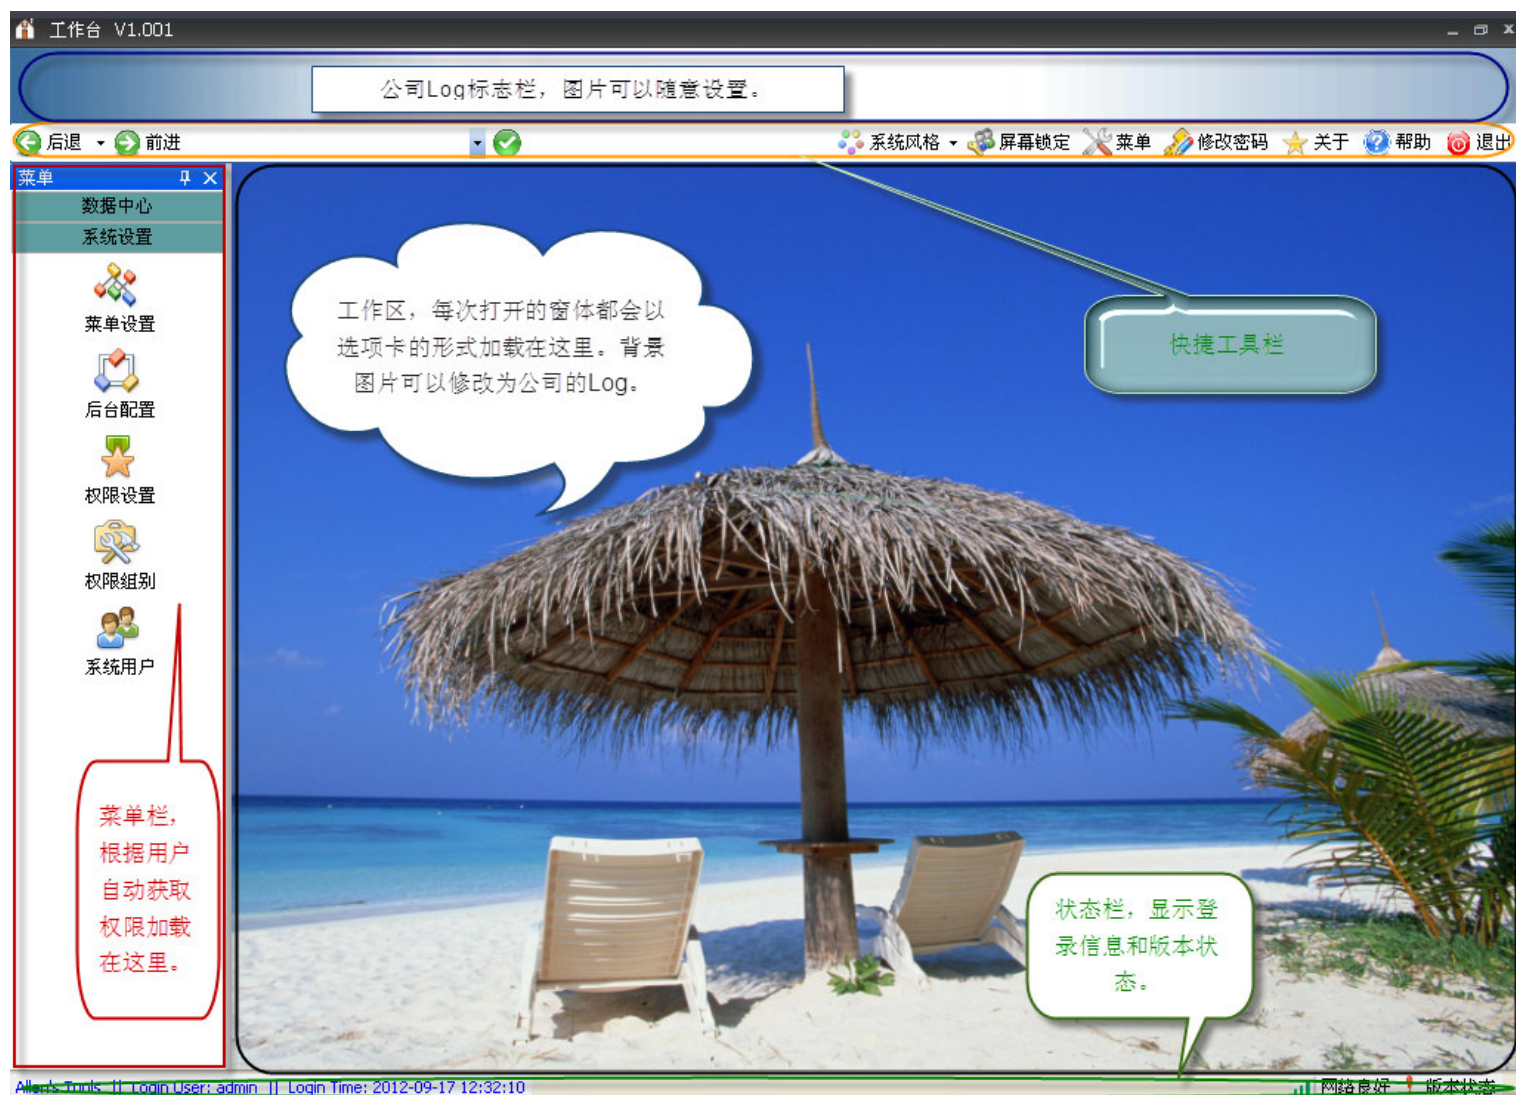 工作台 V1.001
公司Log标志栏，图片可以随意设置。
后退 前进 系统风格 屏幕锁定 菜单 修改密码 关于 帮助 退出
菜单
数据中心
系统设置
菜单设置
后台配置
权限设置
权限组别
系统用户
菜单栏，
根据用户
自动获取
权限加载
在这里。
工作区，每次打开的窗体都会以
选项卡的形式加载在这里。背景
图片可以修改为公司的Log。
快捷工具栏
状态栏，显示登
录信息和版本状
态。
Allen's Tools || Login User: admin || Login Time: 2012-09-17 12:32:10
网络良好 版本状态